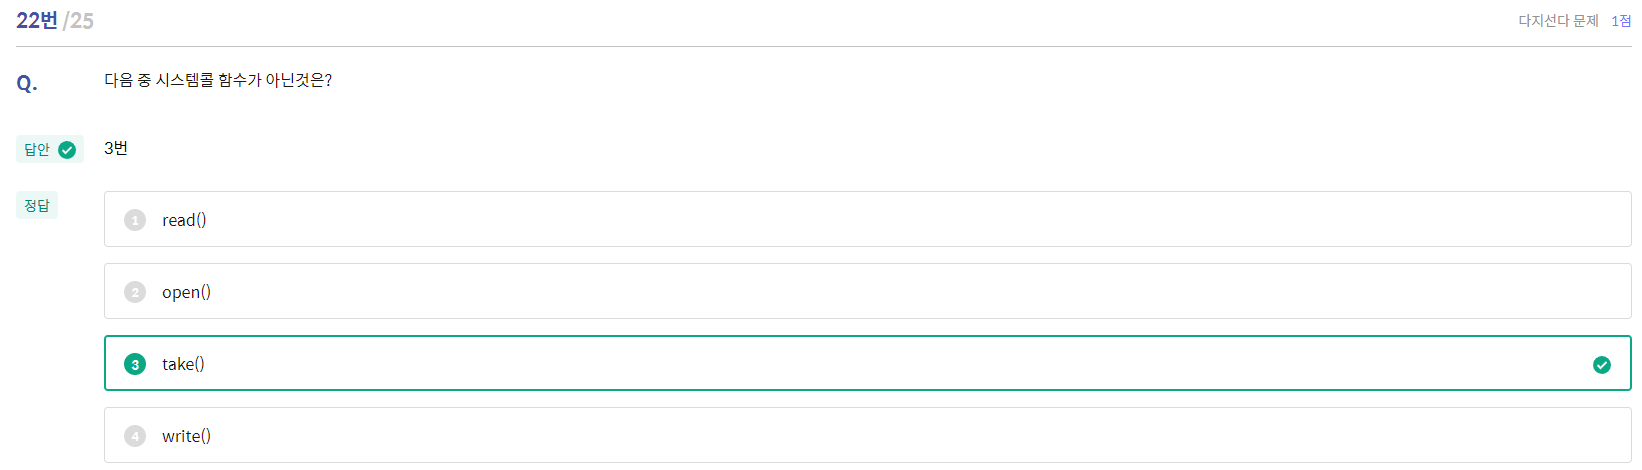 22번 /25
다지선다 문제 1점
Q. 다음 중 시스템콜 함수가 아닌것은?
답안 3번
정답
1 read()
2 open()
3 take()
4 write()